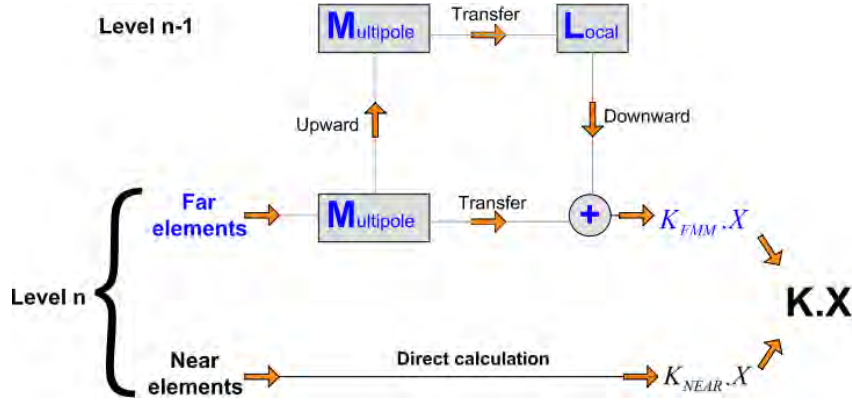 Level n-1
Multipole
Transfer
Local
Upward
Downward
Far
elements
Multipole
Transfer
+
K_FMM.X
Level n
K.X
Near
elements
Direct calculation
K_NEAR.X